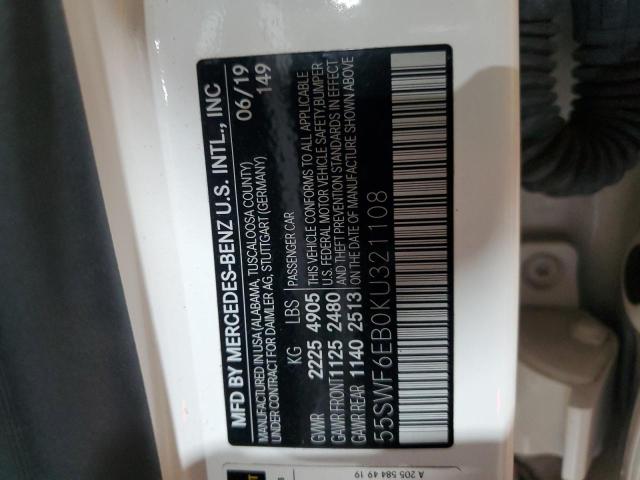 MFD BY MERCEDES-BENZ U.S. INTL., INC
MANUFACTURED IN USA (ALABAMA, TUSCALOOSA COUNTY)
UNDER CONTRACT FOR DAIMLER AG, STUTTGART (GERMANY)
06/19
149
KG LBS
GVWR 2225 4905
GAWR FRONT 1125 2480
GAWR REAR 1140 2513
PASSENGER CAR
THIS VEHICLE CONFORMS TO ALL APPLICABLE
U.S. FEDERAL MOTOR VEHICLE SAFETY,BUMPER
AND THEFT PREVENTION STANDARDS IN EFFECT
ON THE DATE OF MANUFACTURE SHOWN ABOVE
55SWF6EB0KU321108
A 205 584 49 19